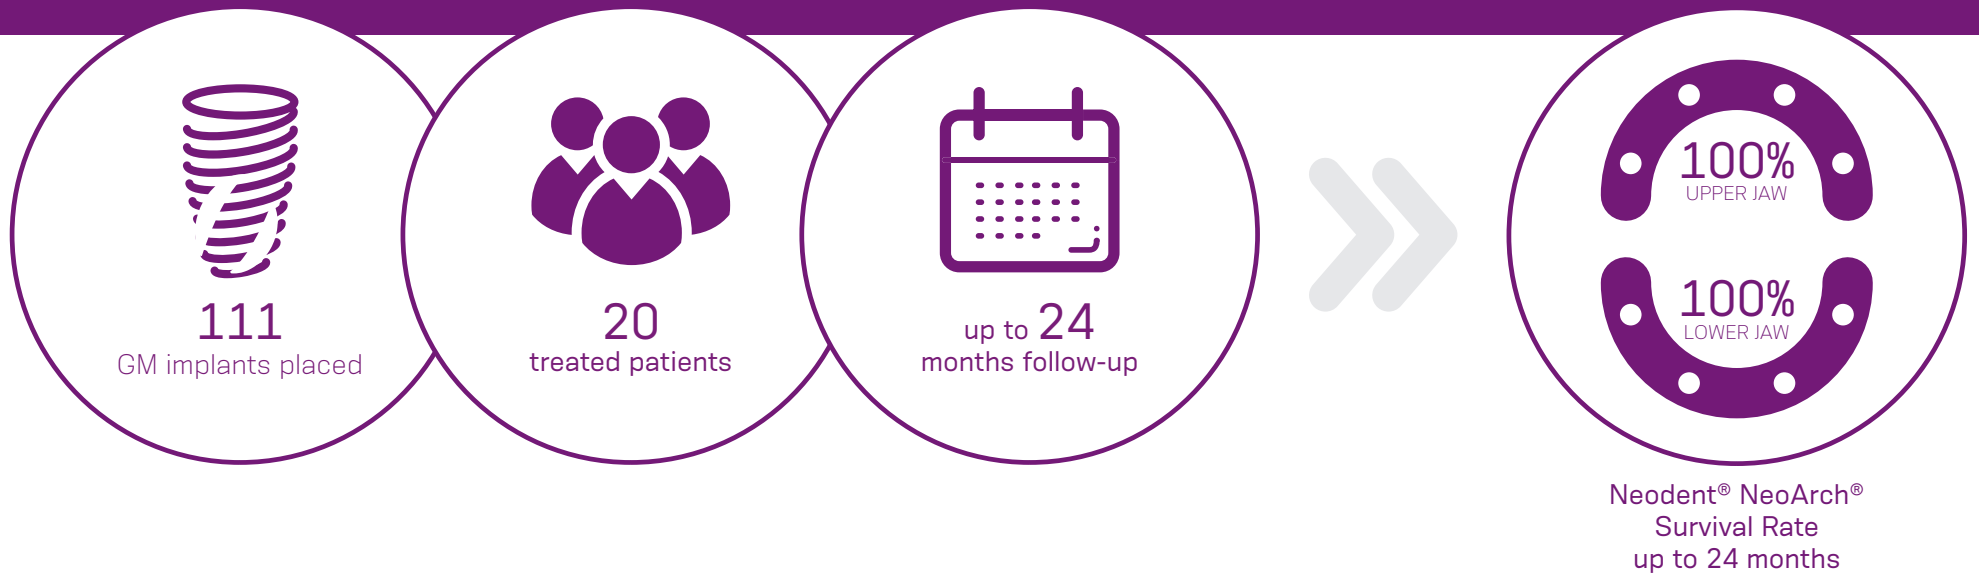 111
GM implants placed
20
treated patients
up to 24
months follow-up
100%
UPPER JAW
100%
LOWER JAW
Neodent® NeoArch®
Survival Rate
up to 24 months